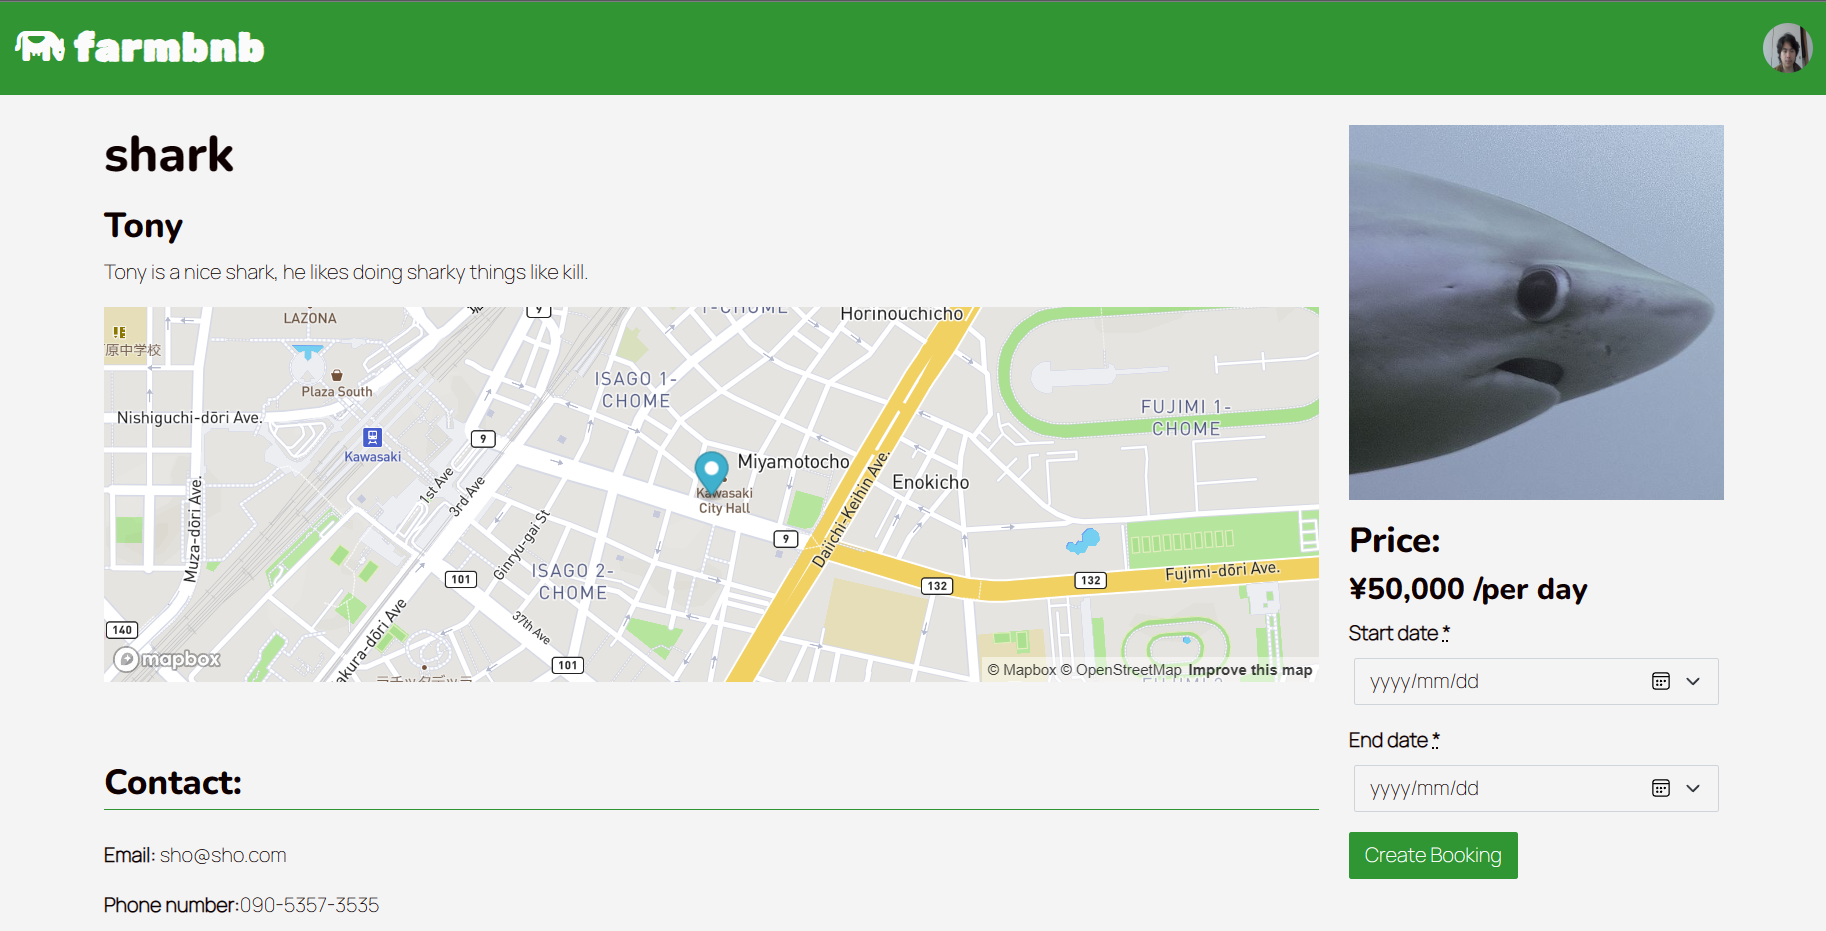 farmbnb
shark
Tony
Tony is a nice shark, he likes doing sharky things like kill.
9
Horinouchicho
LAZONA
原中学校
ISAGO 1-
CHOME
Plaza South
FUJIMI 1-
CHOME
Nishiguchi-dōri Ave.
9
Kawasaki
Miyamotocho
Enokicho
1st Ave
3rd Ave
Kawasaki
City Hall
Muza-dōri Ave.
Daiichi-Keihin Ave.
9
Ginryu-gai St
ISAGO 2-
CHOME
101
132
132
Fujimi-dōri Ave.
37th Ave
140
101
mapbox
© Mapbox © OpenStreetMap Improve this map
Contact:
Email: sho@sho.com
Phone number:090-5357-3535
Price:
¥50,000 /per day
Start date *
yyyy/mm/dd
End date *
yyyy/mm/dd
Create Booking